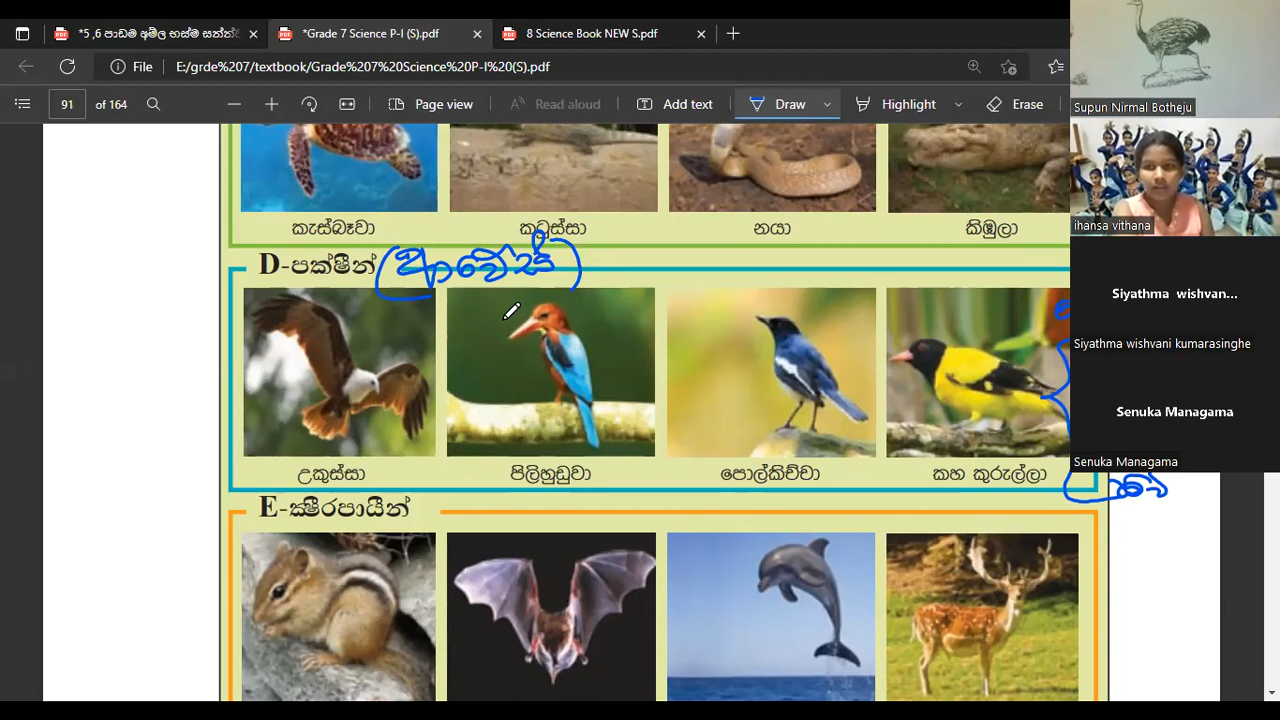 *5 ,6 පාඩම අම්ල භස්ම
*Grade 7 Science P-I (S).pdf
8 Science Book NEW S.pdf
File
E:/grde%207/textbook/Grade%207%20Science%20P-I%20(S).pdf
91 of 164
Page view
Read aloud
Add text
Draw
Highlight
Erase
Supun Nirmal Botheju
ihansa vithana
Siyathma wishvan...
Siyathma wishvani kumarasinghe
Senuka Managama
Senuka Managama
කැස්බෑවා කටුස්සා නයා කිඹුලා
D-පක්ෂීන් (ආවේස්)
උකුස්සා පිලිහුඩුවා පොල්කිච්චා කහ කුරුල්ලා
E-ක්ෂීරපායීන්